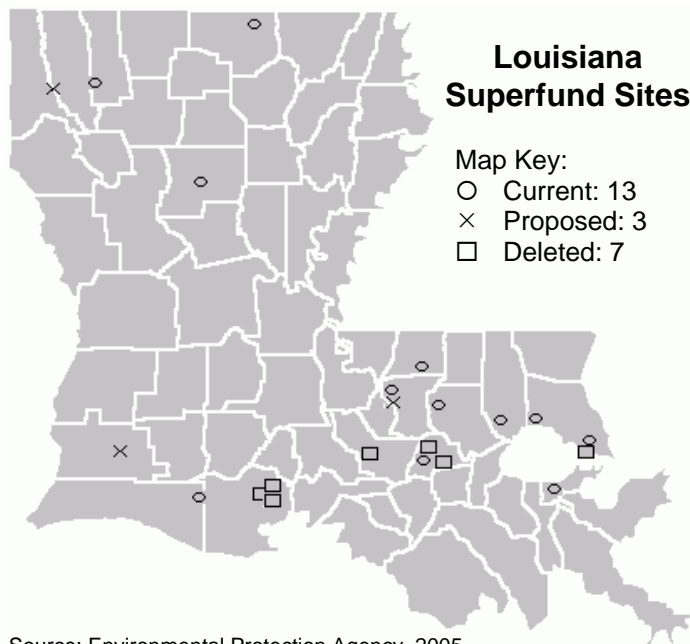 Louisiana
Superfund Sites
Map Key:
Current: 13
Proposed: 3
Deleted: 7
Source: Environmental Protection Agency, 2005